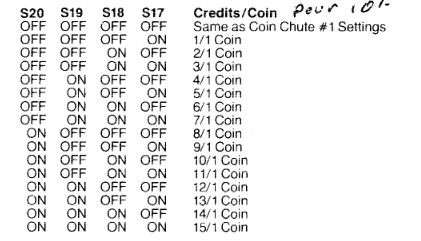 S20 S19 S18 S17 Credits/Coin pour 10
OFF OFF OFF OFF Same as Coin Chute #1 Settings
OFF OFF OFF ON 1/1 Coin
OFF OFF ON OFF 2/1 Coin
OFF OFF ON ON 3/1 Coin
OFF ON OFF OFF 4/1 Coin
OFF ON OFF ON 5/1 Coin
OFF ON ON OFF 6/1 Coin
OFF ON ON ON 7/1 Coin
ON OFF OFF OFF 8/1 Coin
ON OFF OFF ON 9/1 Coin
ON OFF ON OFF 10/1 Coin
ON OFF ON ON 11/1 Coin
ON ON OFF OFF 12/1 Coin
ON ON OFF ON 13/1 Coin
ON ON ON OFF 14/1 Coin
ON ON ON ON 15/1 Coin